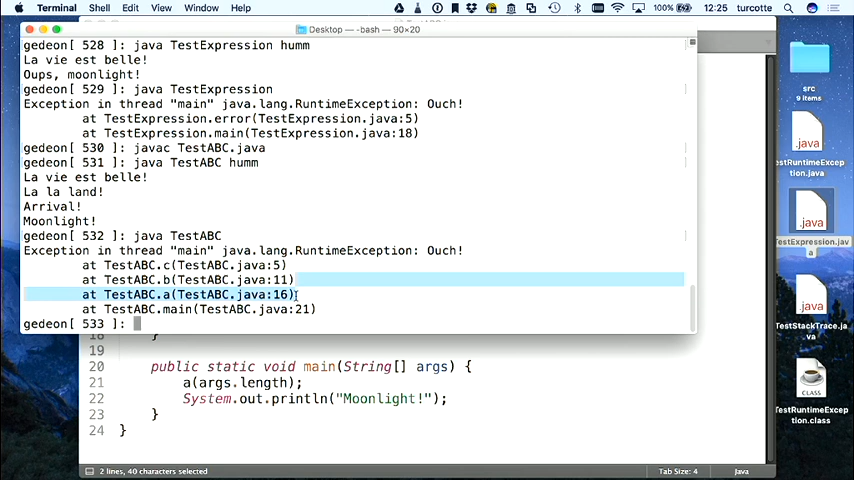 Terminal Shell Edit View Window Help 100% 12:25 turcotte
Desktop — -bash — 90×20
gedeon[ 528 ]: java TestExpression humm
La vie est belle!
Oups, moonlight!
gedeon[ 529 ]: java TestExpression
Exception in thread "main" java.lang.RuntimeException: Ouch!
at TestExpression.error(TestExpression.java:5)
at TestExpression.main(TestExpression.java:18)
gedeon[ 530 ]: javac TestABC.java
gedeon[ 531 ]: java TestABC humm
La vie est belle!
La la land!
Arrival!
Moonlight!
gedeon[ 532 ]: java TestABC
Exception in thread "main" java.lang.RuntimeException: Ouch!
at TestABC.c(TestABC.java:5)
at TestABC.b(TestABC.java:11)
at TestABC.a(TestABC.java:16)
at TestABC.main(TestABC.java:21)
gedeon[ 533 ]:
18 }
19
20 public static void main(String[] args) {
21 a(args.length);
22 System.out.println("Moonlight!");
23 }
24 }
2 lines, 40 characters selected
Tab Size: 4
Java
src
9 items
.java
TestRuntimeExcep
tion.java
.java
TestExpression.jav
a
.java
TestStackTrace.ja
va
CLASS
TestRuntimeExcep
tion.class